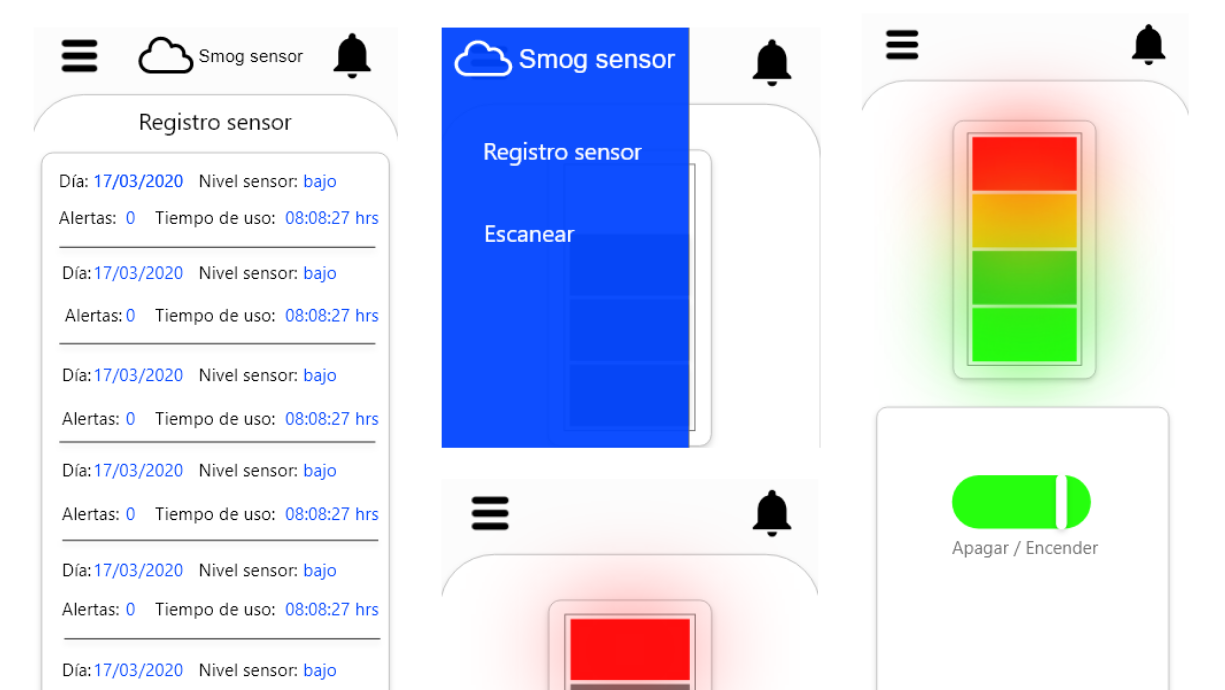 Smog sensor
Registro sensor
Día: 17/03/2020 Nivel sensor: bajo
Alertas: 0 Tiempo de uso: 08:08:27 hrs
Día: 17/03/2020 Nivel sensor: bajo
Alertas: 0 Tiempo de uso: 08:08:27 hrs
Día: 17/03/2020 Nivel sensor: bajo
Alertas: 0 Tiempo de uso: 08:08:27 hrs
Día: 17/03/2020 Nivel sensor: bajo
Alertas: 0 Tiempo de uso: 08:08:27 hrs
Día: 17/03/2020 Nivel sensor: bajo
Alertas: 0 Tiempo de uso: 08:08:27 hrs
Día: 17/03/2020 Nivel sensor: bajo
Smog sensor
Registro sensor
Escanear
Apagar / Encender